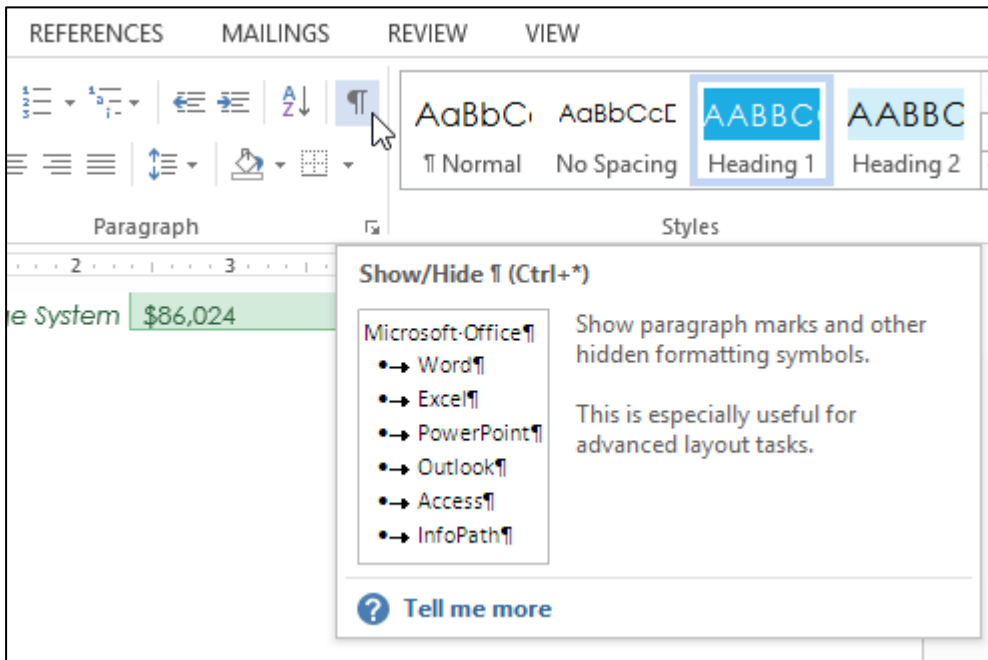 REFERENCES MAILINGS REVIEW VIEW
AaBbC AaBbCcD AABBC AABBC
¶ Normal No Spacing Heading 1 Heading 2
Paragraph Styles
2 3
Show/Hide ¶ (Ctrl+*)
System $86,024
Microsoft·Office¶
•→ Word¶
•→ Excel¶
•→ PowerPoint¶
•→ Outlook¶
•→ Access¶
•→ InfoPath¶
Show paragraph marks and other
hidden formatting symbols.
This is especially useful for
advanced layout tasks.
Tell me more